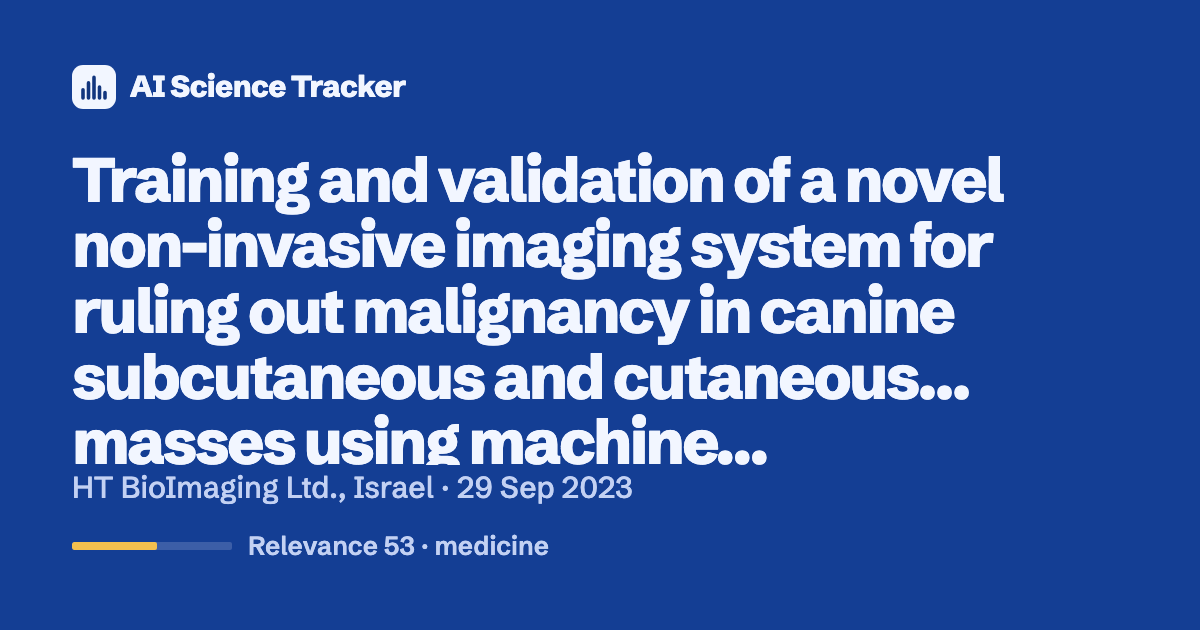 AI Science Tracker
Training and validation of a novel
non-invasive imaging system for
ruling out malignancy in canine
subcutaneous and cutaneous...
masses using machine...
HT BioImaging Ltd., Israel · 29 Sep 2023
Relevance 53 · medicine